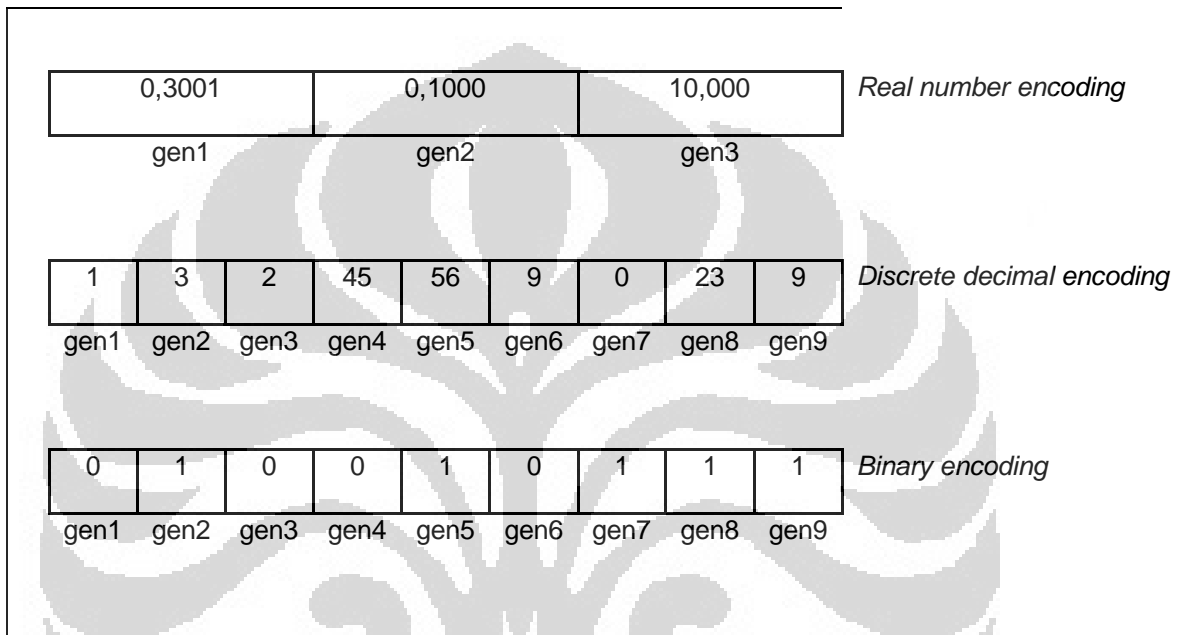 0,3001 0,1000 10,000 Real number encoding
gen1 gen2 gen3
1 3 2 45 56 9 0 23 9 Discrete decimal encoding
gen1 gen2 gen3 gen4 gen5 gen6 gen7 gen8 gen9
0 1 0 0 1 0 1 1 1 Binary encoding
gen1 gen2 gen3 gen4 gen5 gen6 gen7 gen8 gen9